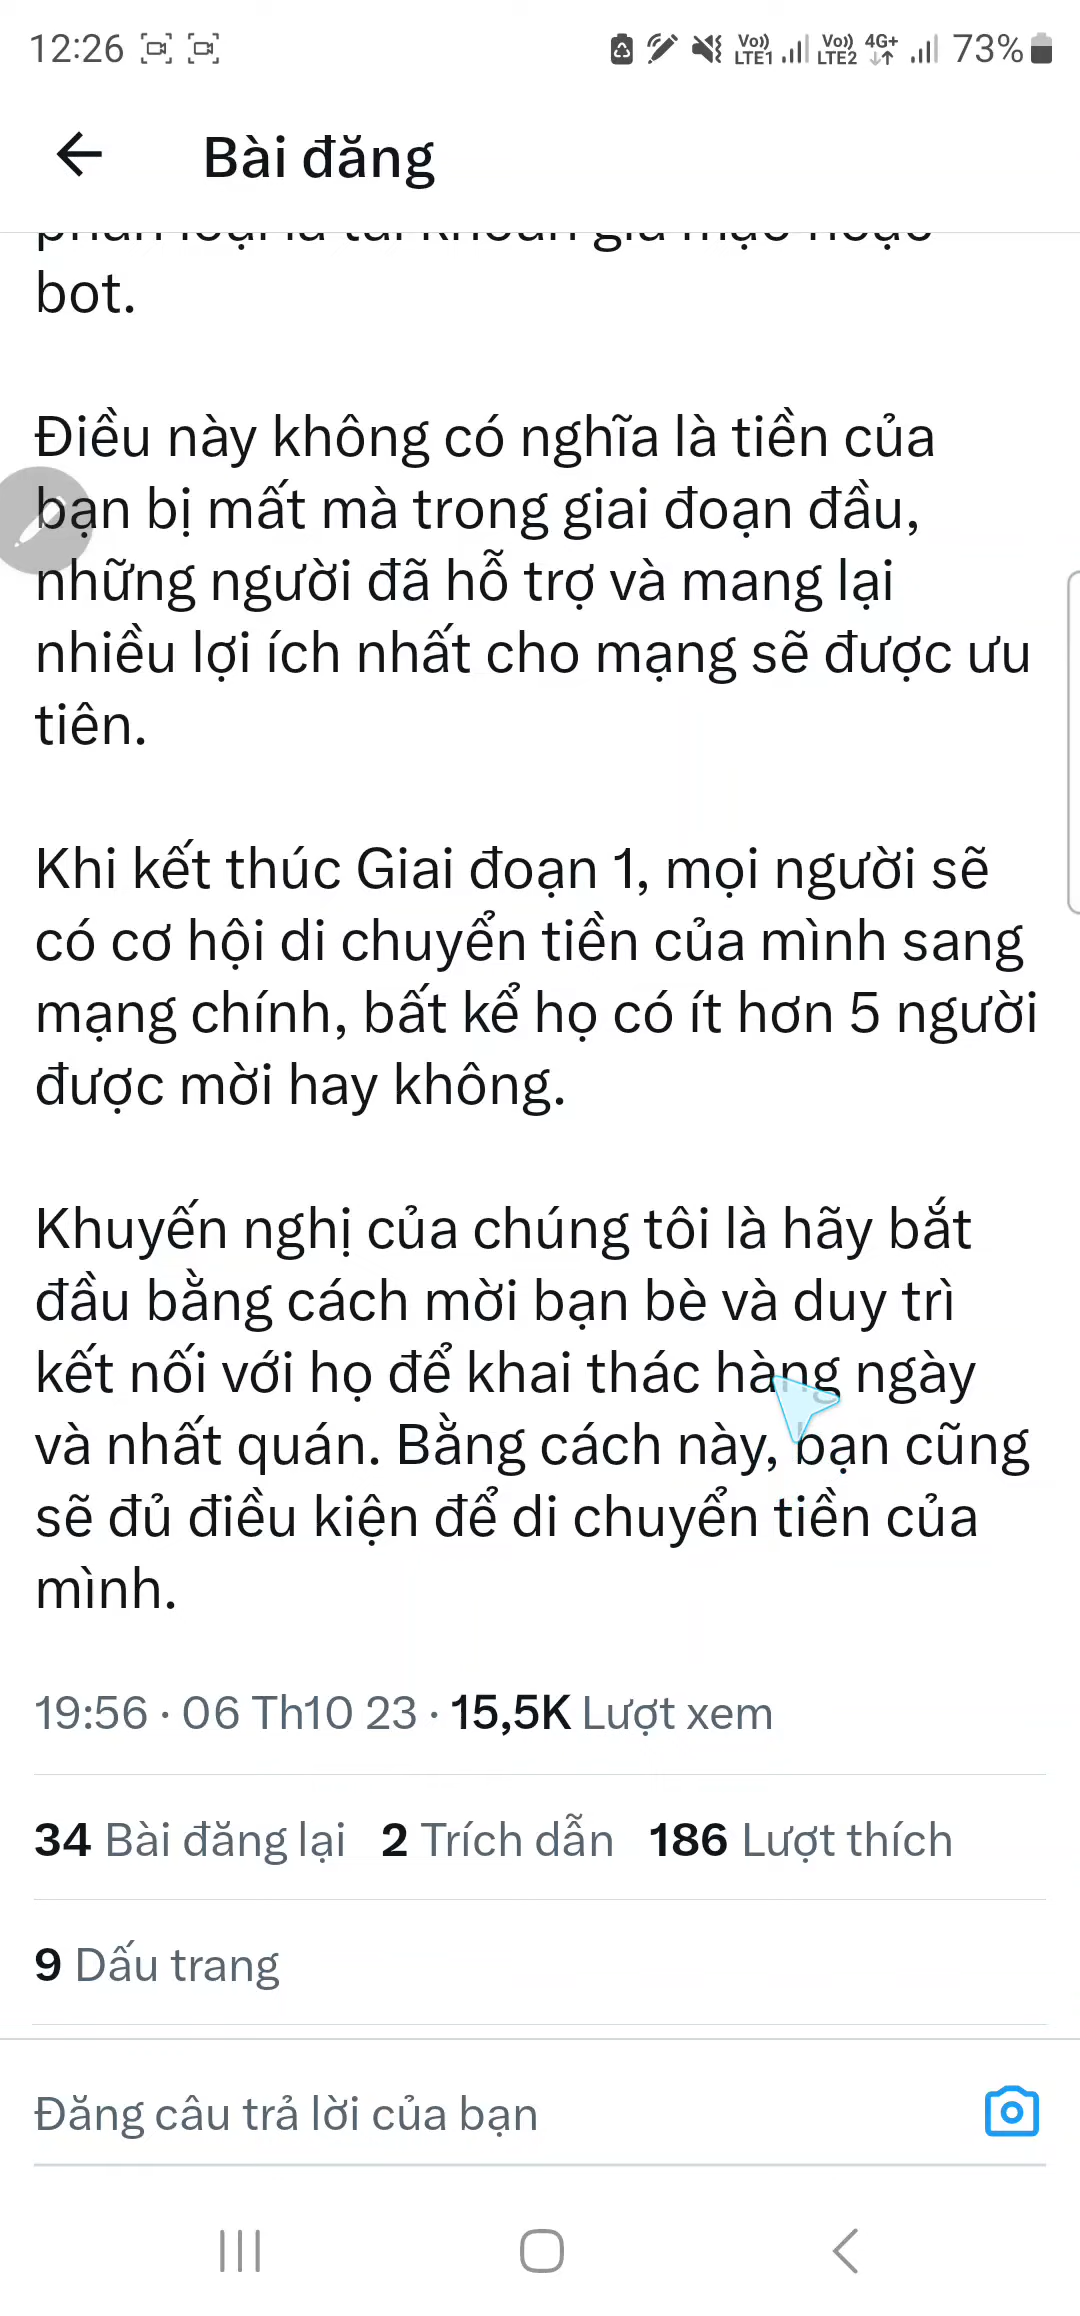 12:26
Vo)) LTE1 Vo)) LTE2 4G+ 73%
Bài đăng
bot.
Điều này không có nghĩa là tiền của
bạn bị mất mà trong giai đoạn đầu,
những người đã hỗ trợ và mang lại
nhiều lợi ích nhất cho mạng sẽ được ưu
tiên.
Khi kết thúc Giai đoạn 1, mọi người sẽ
có cơ hội di chuyển tiền của mình sang
mạng chính, bất kể họ có ít hơn 5 người
được mời hay không.
Khuyến nghị của chúng tôi là hãy bắt
đầu bằng cách mời bạn bè và duy trì
kết nối với họ để khai thác hàng ngày
và nhất quán. Bằng cách này, bạn cũng
sẽ đủ điều kiện để di chuyển tiền của
mình.
19:56 · 06 Th10 23 · 15,5K Lượt xem
34 Bài đăng lại 2 Trích dẫn 186 Lượt thích
9 Dấu trang
Đăng câu trả lời của bạn